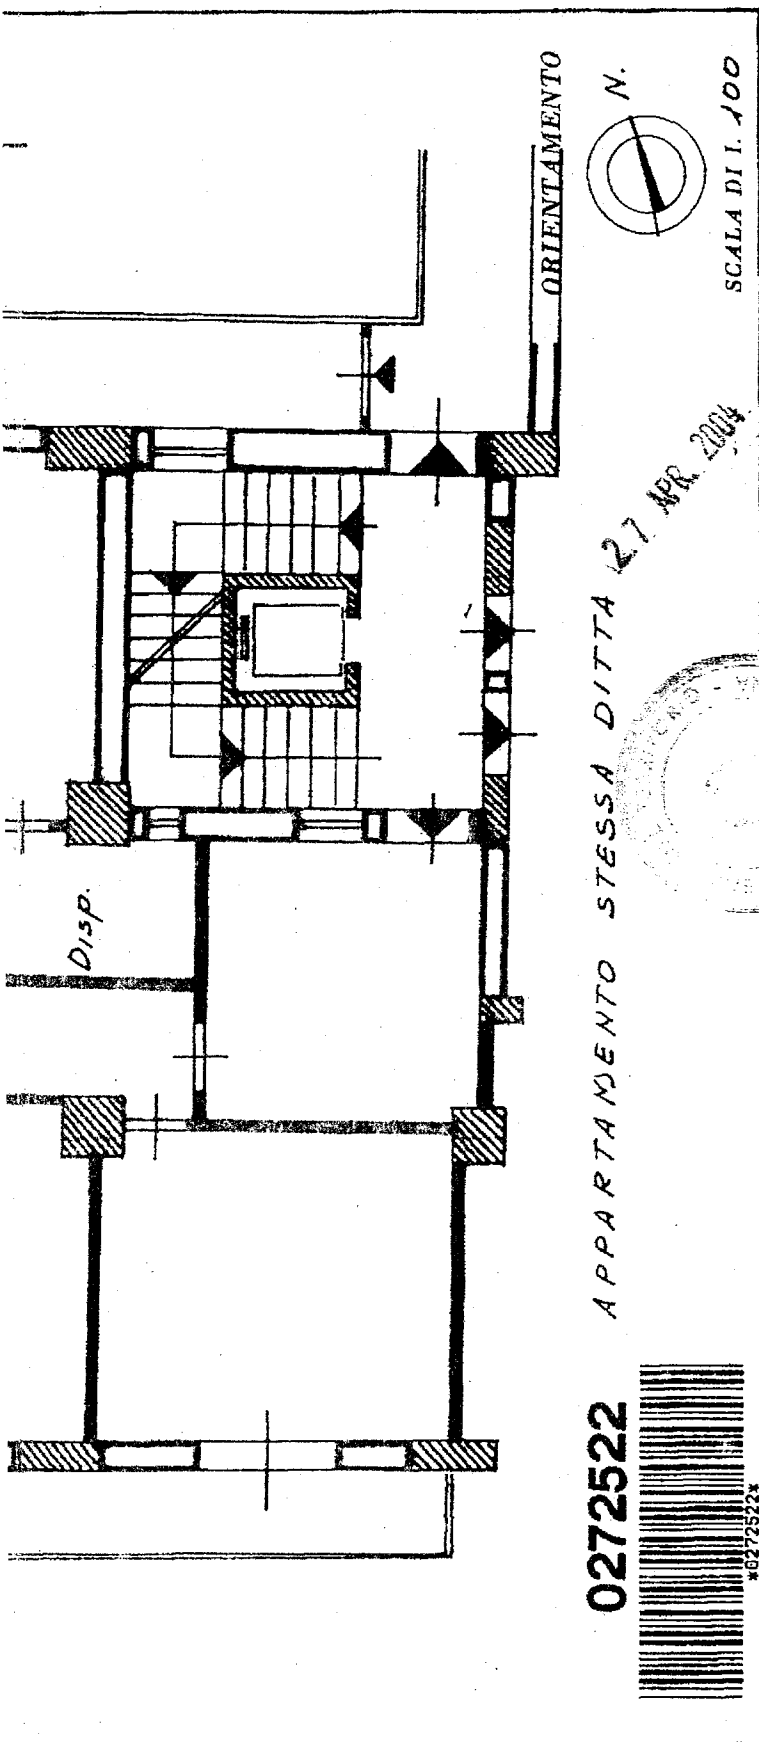 ORIENTAMENTO
N.
SCALA DI 1. 100
27 APR. 2004
APPARTAMENTO STESSA DITTA
Disp.
0272522
*0272522*